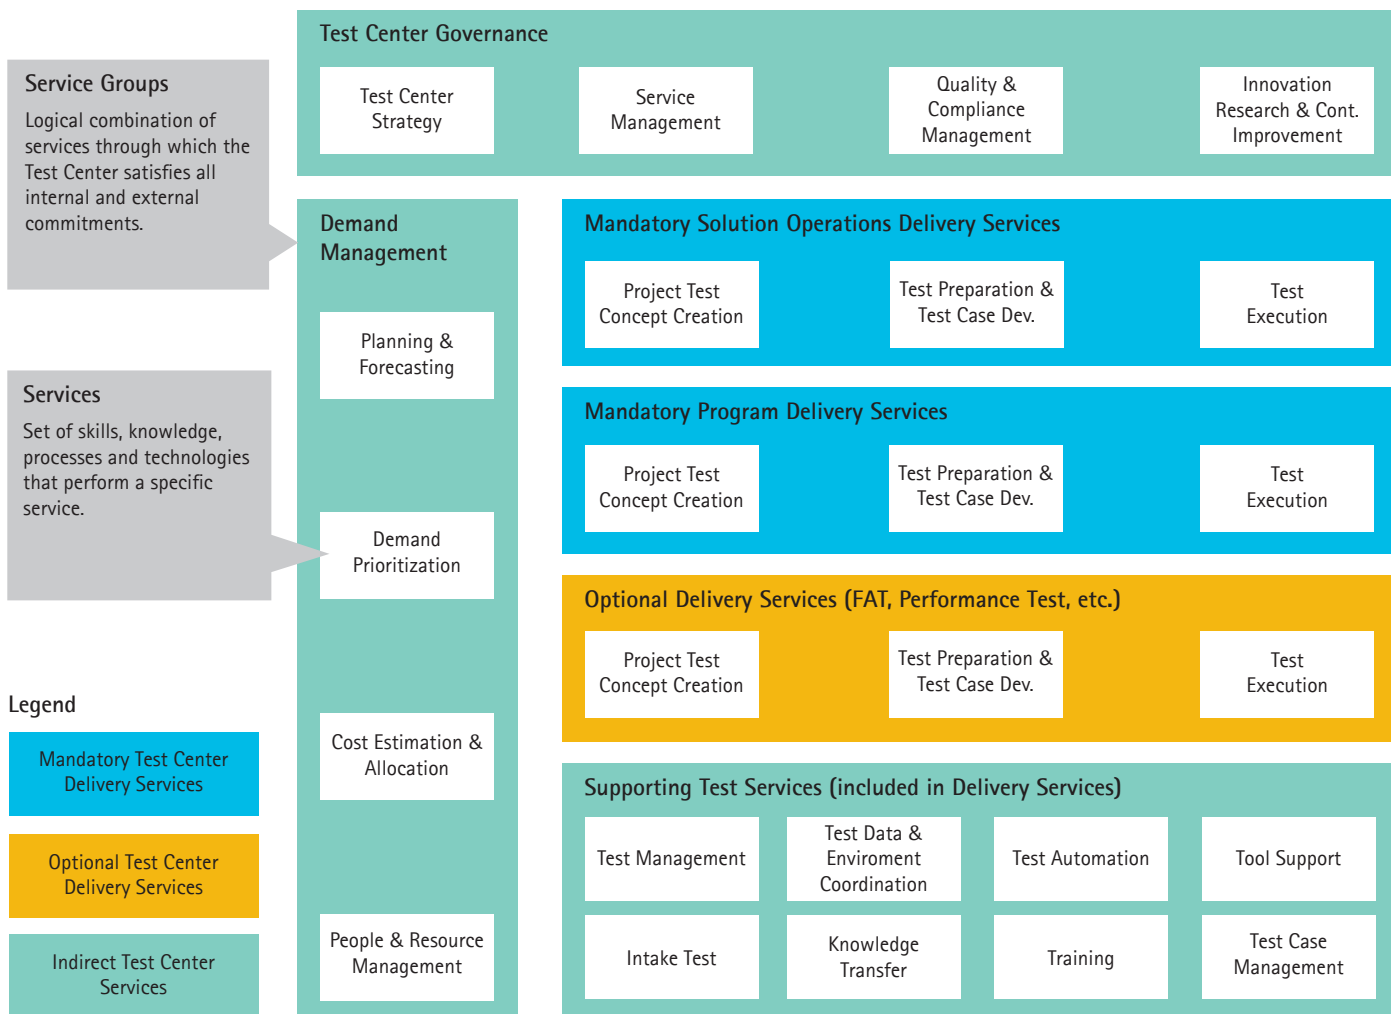 Test Center Governance
Test Center
Strategy
Service
Management
Quality &
Compliance
Management
Innovation
Research & Cont.
Improvement
Service Groups
Logical combination of
services through which the
Test Center satisfies all
internal and external
commitments.
Services
Set of skills, knowledge,
processes and technologies
that perform a specific
service.
Legend
Mandatory Test Center
Delivery Services
Optional Test Center
Delivery Services
Indirect Test Center
Services
Demand
Management
Planning &
Forecasting
Demand
Prioritization
Cost Estimation &
Allocation
People & Resource
Management
Mandatory Solution Operations Delivery Services
Project Test
Concept Creation
Test Preparation &
Test Case Dev.
Test
Execution
Mandatory Program Delivery Services
Project Test
Concept Creation
Test Preparation &
Test Case Dev.
Test
Execution
Optional Delivery Services (FAT, Performance Test, etc.)
Project Test
Concept Creation
Test Preparation &
Test Case Dev.
Test
Execution
Supporting Test Services (included in Delivery Services)
Test Management
Test Data &
Enviroment
Coordination
Test Automation
Tool Support
Intake Test
Knowledge
Transfer
Training
Test Case
Management